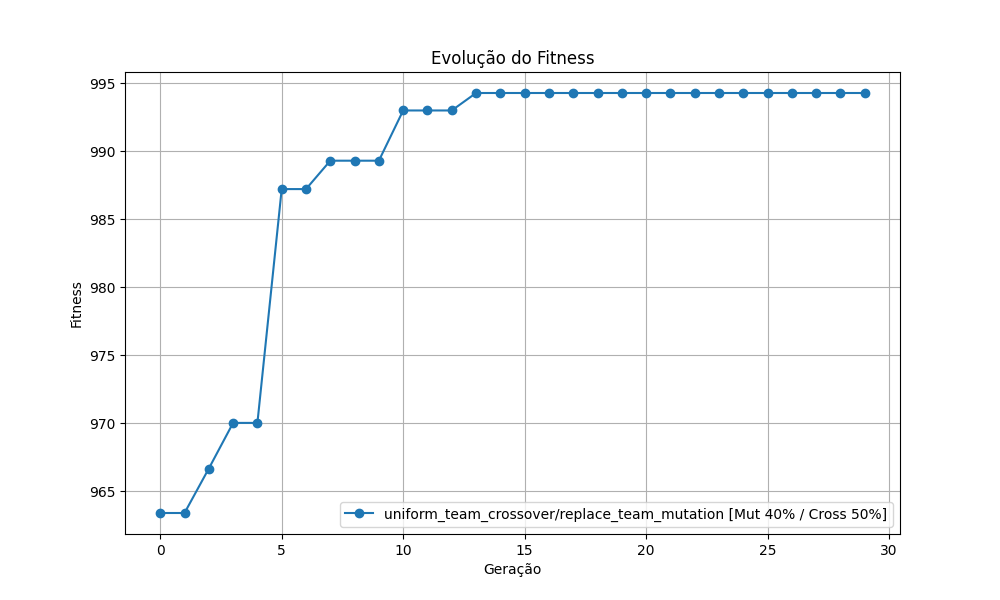 Evolução do Fitness
995
990
985
980
975
970
965
Fitness
uniform_team_crossover/replace_team_mutation [Mut 40% / Cross 50%]
0 5 10 15 20 25 30
Geração